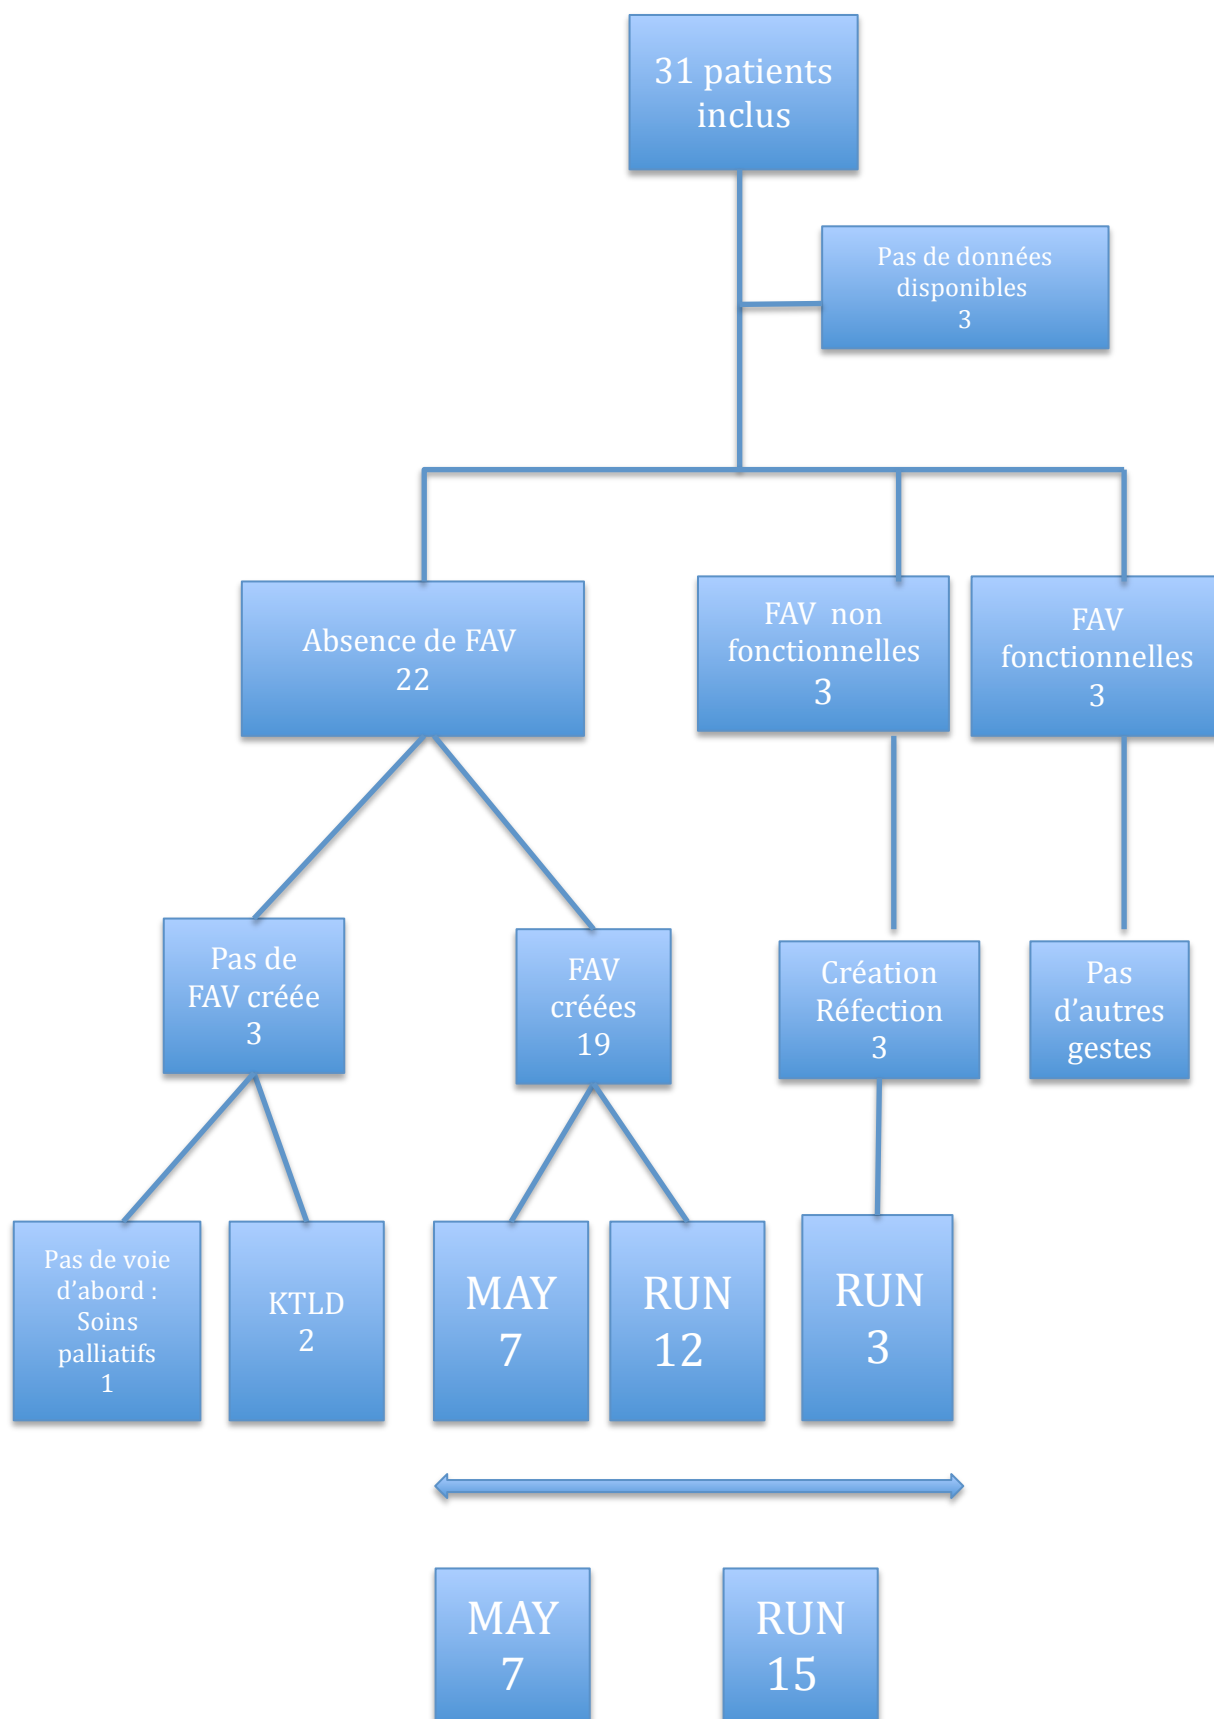 31 patients
inclus
Pas de données
disponibles
3
Absence de FAV
22
FAV non
fonctionnelles
3
FAV
fonctionnelles
3
Pas de
FAV créée
3
FAV
créées
19
Création
Réfection
3
Pas
d’autres
gestes
Pas de voie
d’abord :
Soins
palliatifs
1
KTLD
2
MAY
7
RUN
12
RUN
3
MAY
7
RUN
15